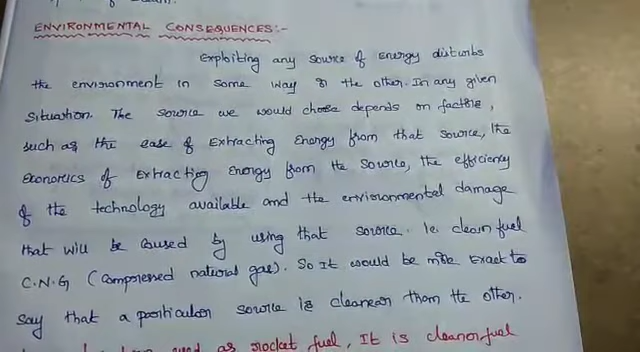 ENVIRONMENTAL CONSEQUENCES:-
Exploiting any source of Energy disturbs
the environment in some way or the other. In any given
situation. The source we would chose depends on factors,
such as the ease of Extracting Energy from that source, the
Economics of Extracting Energy from the source, the efficiency
of the technology available and the environmental damage
that will be caused by using that source. ie clean fuel
C.N.G (compressed natural gas). So It would be more Exact to
say that a particular source is cleanear than the other.
used as rocket fuel, It is cleaner fuel